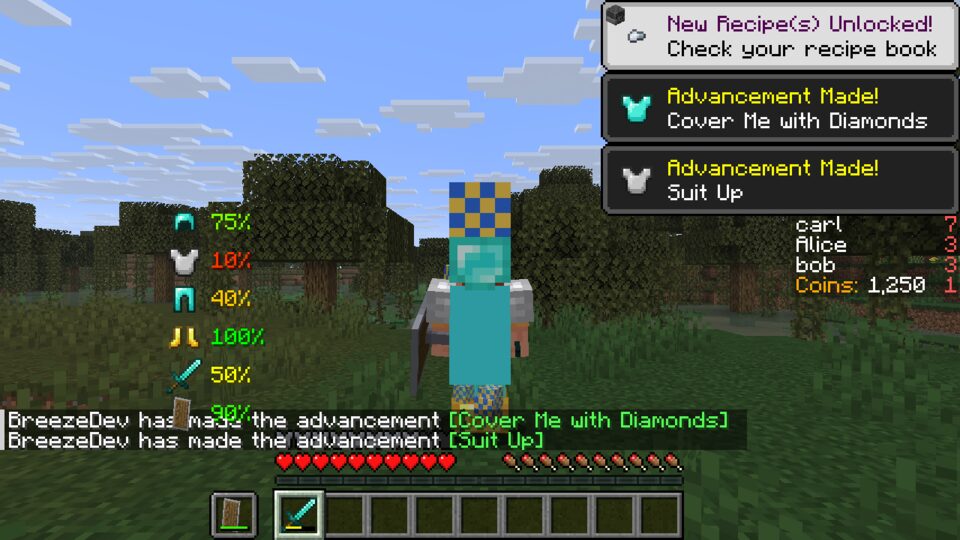 New Recipe(s) Unlocked!
Check your recipe book
Advancement Made!
Cover Me with Diamonds
Advancement Made!
Suit Up
carl 7
Alice 3
bob 3
Coins: 1,250 1
75%
10%
40%
100%
50%
90%
BreezeDev has made the advancement [Cover Me with Diamonds]
BreezeDev has made the advancement [Suit Up]